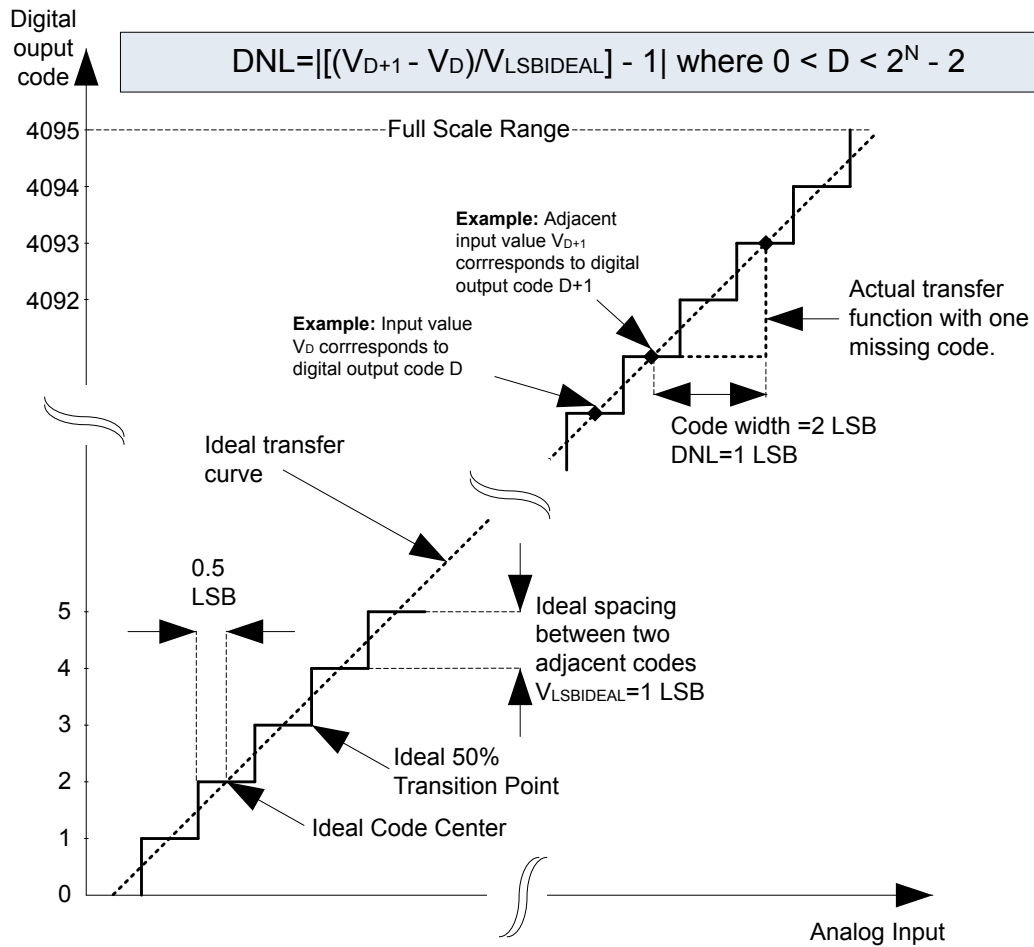 Digital
ouput
code
DNL=|[(VD+1 - VD)/VLSBIDEAL] - 1| where 0 < D < 2^N - 2
4095
Full Scale Range
4094
4093
4092
Example: Adjacent
input value VD+1
corrresponds to digital
output code D+1
Example: Input value
VD corrresponds to
digital output code D
Actual transfer
function with one
missing code.
Code width =2 LSB
DNL=1 LSB
Ideal transfer
curve
0.5
LSB
5
4
3
2
1
0
Ideal spacing
between two
adjacent codes
VLSBIDEAL=1 LSB
Ideal 50%
Transition Point
Ideal Code Center
Analog Input